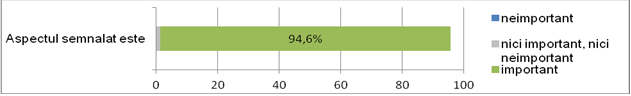 neimportant
Aspectul semnalat este
94,6%
nici important, nici
neimportant
important
0 20 40 60 80 100